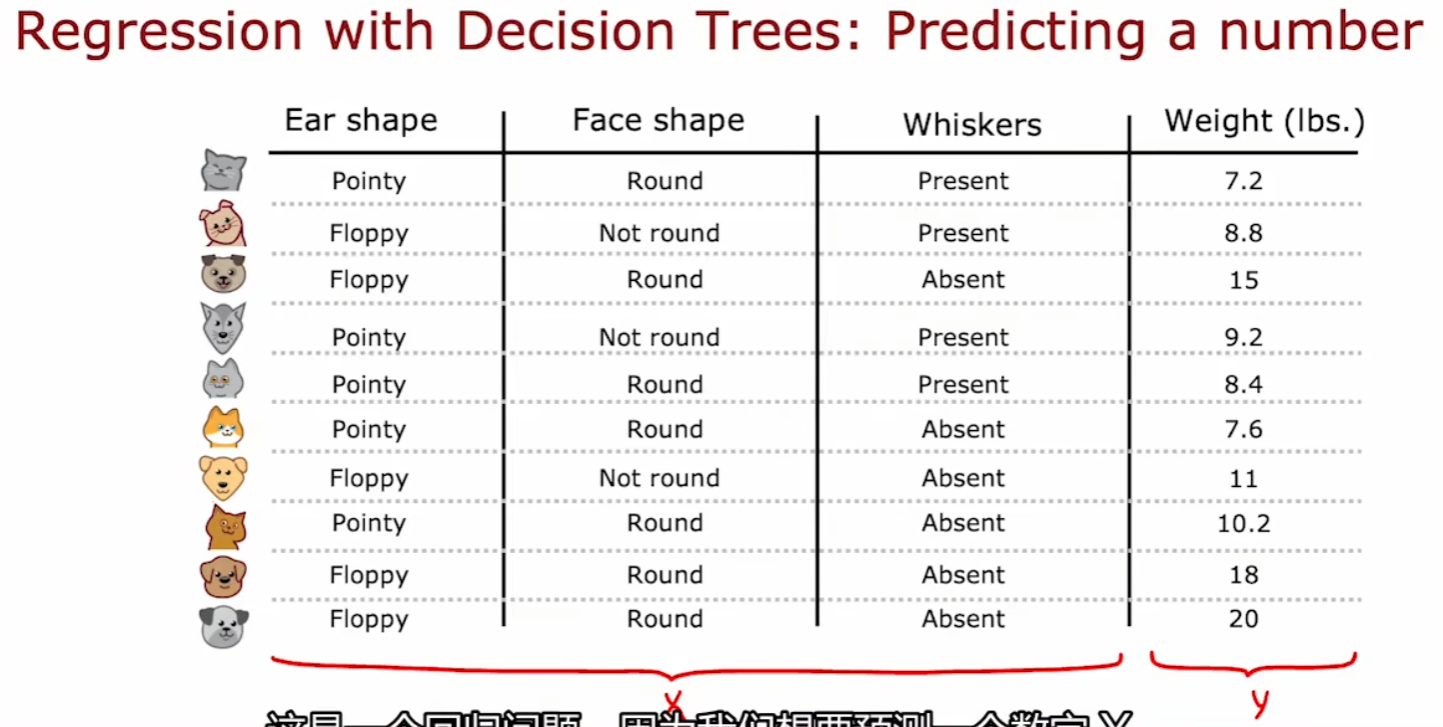 Regression with Decision Trees: Predicting a number
Ear shape Face shape Whiskers Weight (lbs.)
Pointy Round Present 7.2
Floppy Not round Present 8.8
Floppy Round Absent 15
Pointy Not round Present 9.2
Pointy Round Present 8.4
Pointy Round Absent 7.6
Floppy Not round Absent 11
Pointy Round Absent 10.2
Floppy Round Absent 18
Floppy Round Absent 20
X y